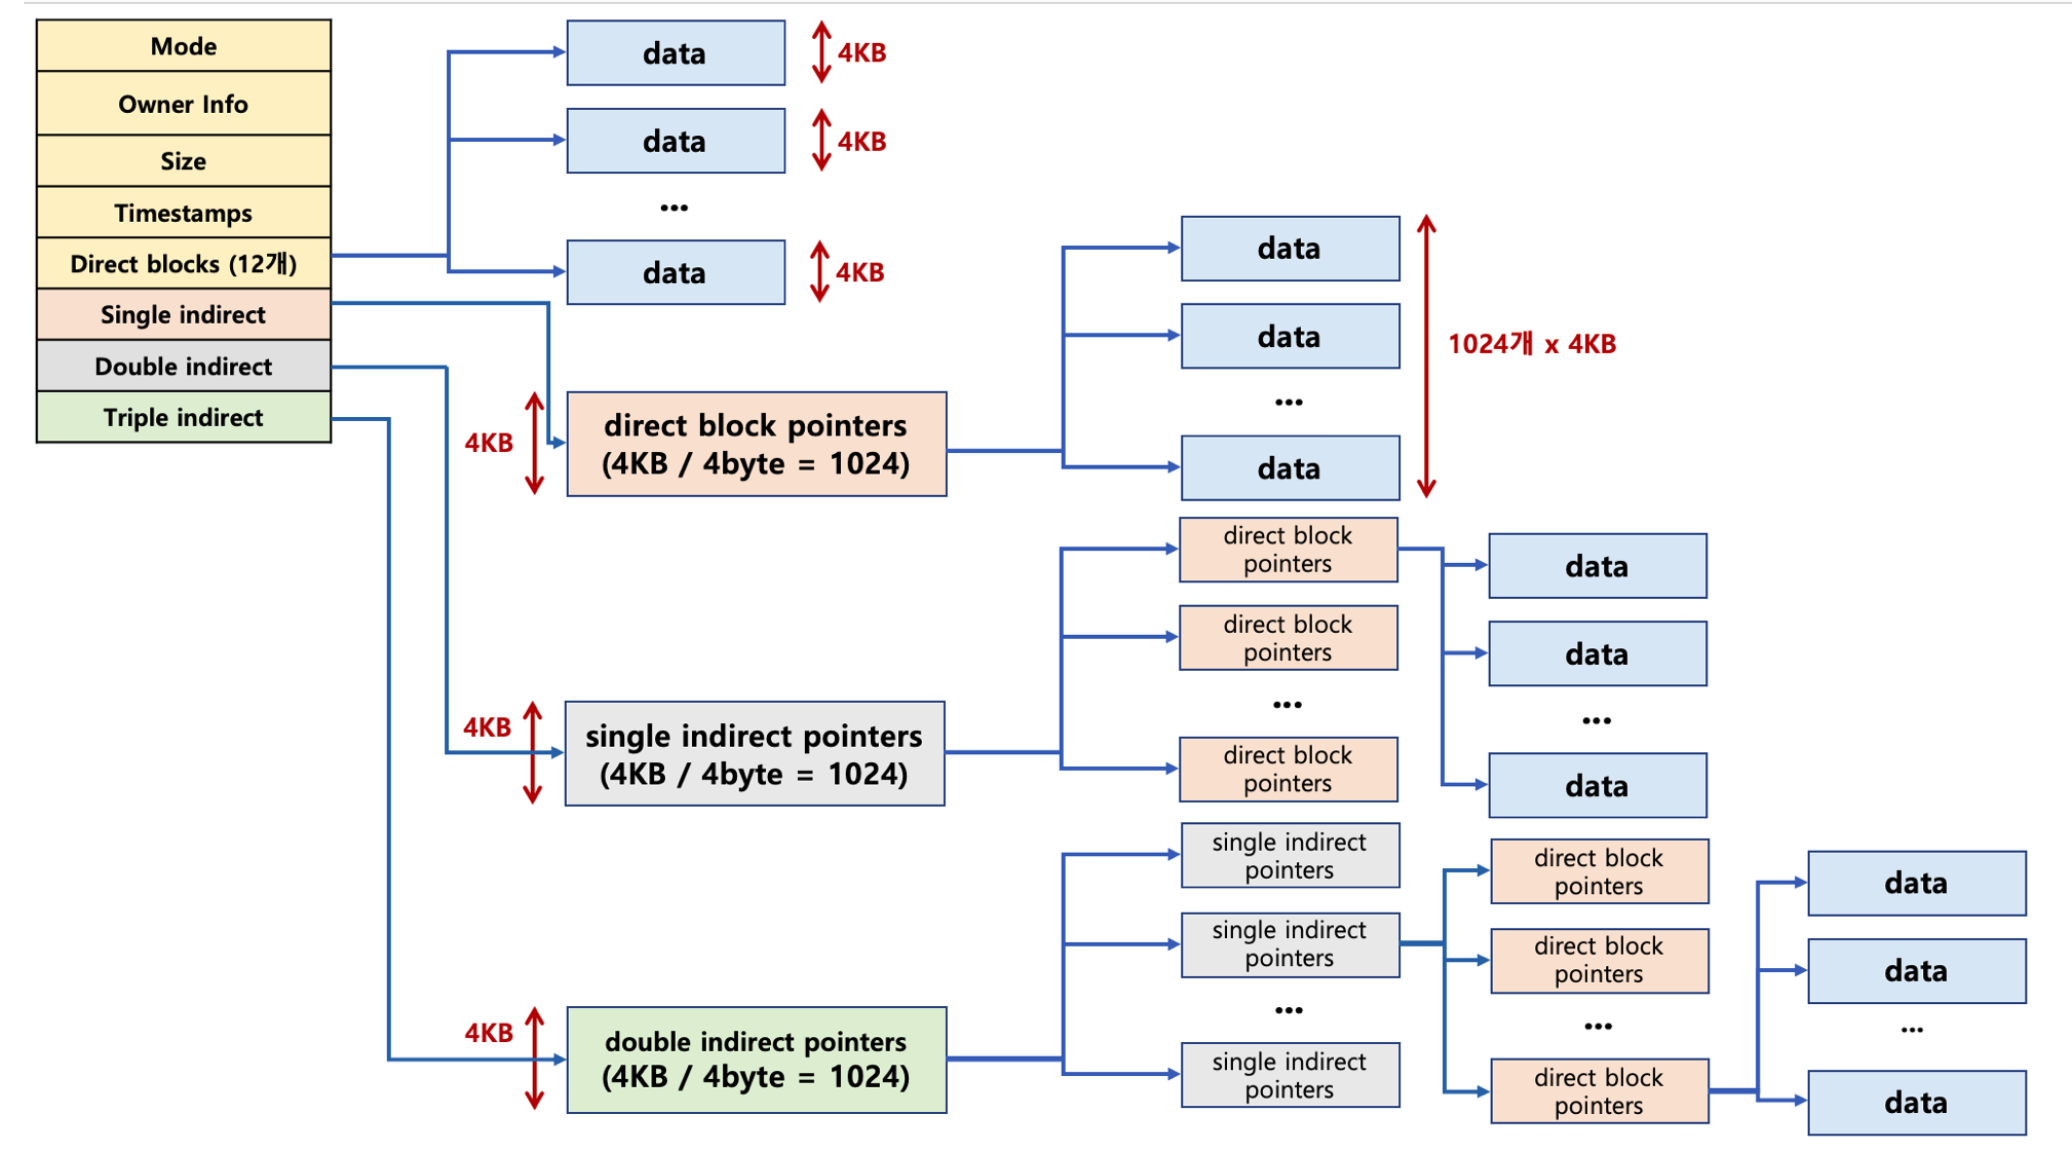 Mode
Owner Info
Size
Timestamps
Direct blocks (12개)
Single indirect
Double indirect
Triple indirect
data
4KB
data
4KB
...
data
4KB
4KB
direct block pointers
(4KB / 4byte = 1024)
data
data
...
data
1024개 x 4KB
4KB
single indirect pointers
(4KB / 4byte = 1024)
direct block
pointers
direct block
pointers
...
direct block
pointers
data
data
...
data
4KB
double indirect pointers
(4KB / 4byte = 1024)
single indirect
pointers
single indirect
pointers
...
single indirect
pointers
direct block
pointers
direct block
pointers
...
direct block
pointers
data
data
...
data